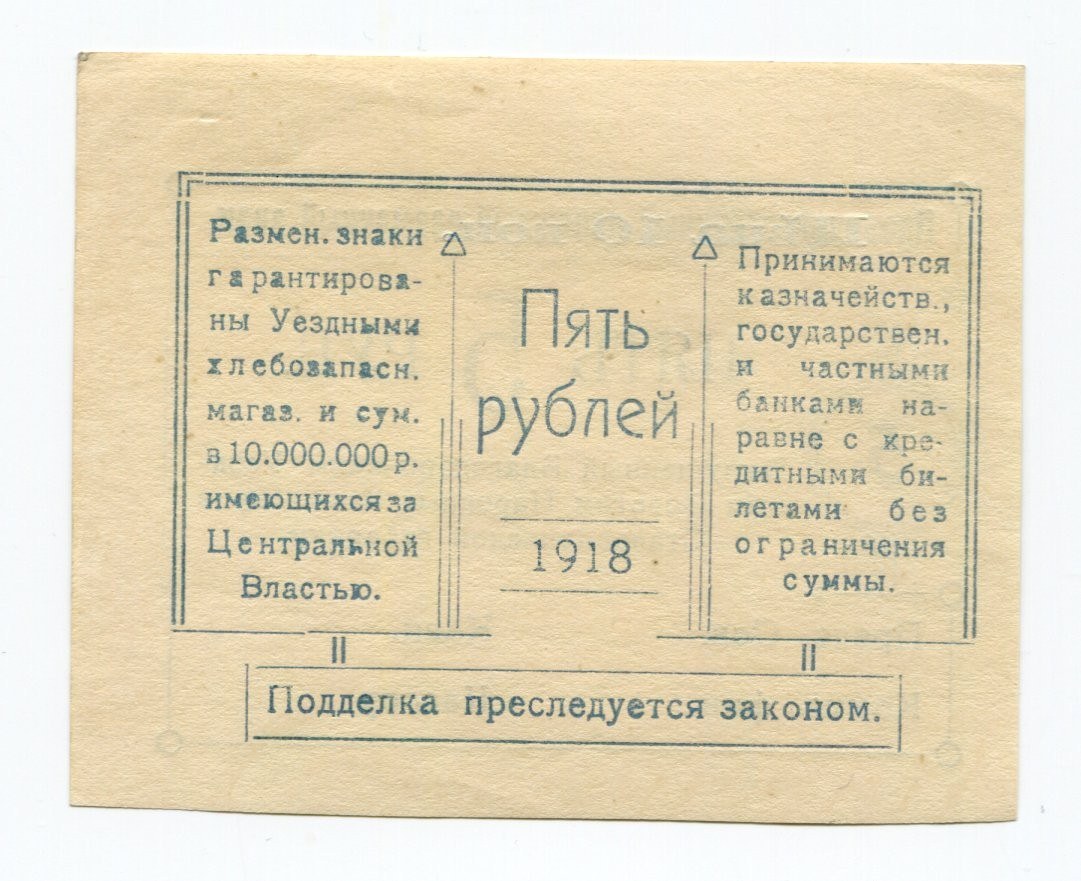 Размен. знаки
гарантирова-
ны Уездными
хлебозапасн.
магаз. и сум.
в 10.000.000 р.
имеющихся за
Центральной
Властью.
Пять
рублей
1918
Принимаются
казначейств.,
государствен.
и частными
банками на-
равне с кре-
дитными би-
летами без
ограничения
суммы.
Подделка преследуется законом.